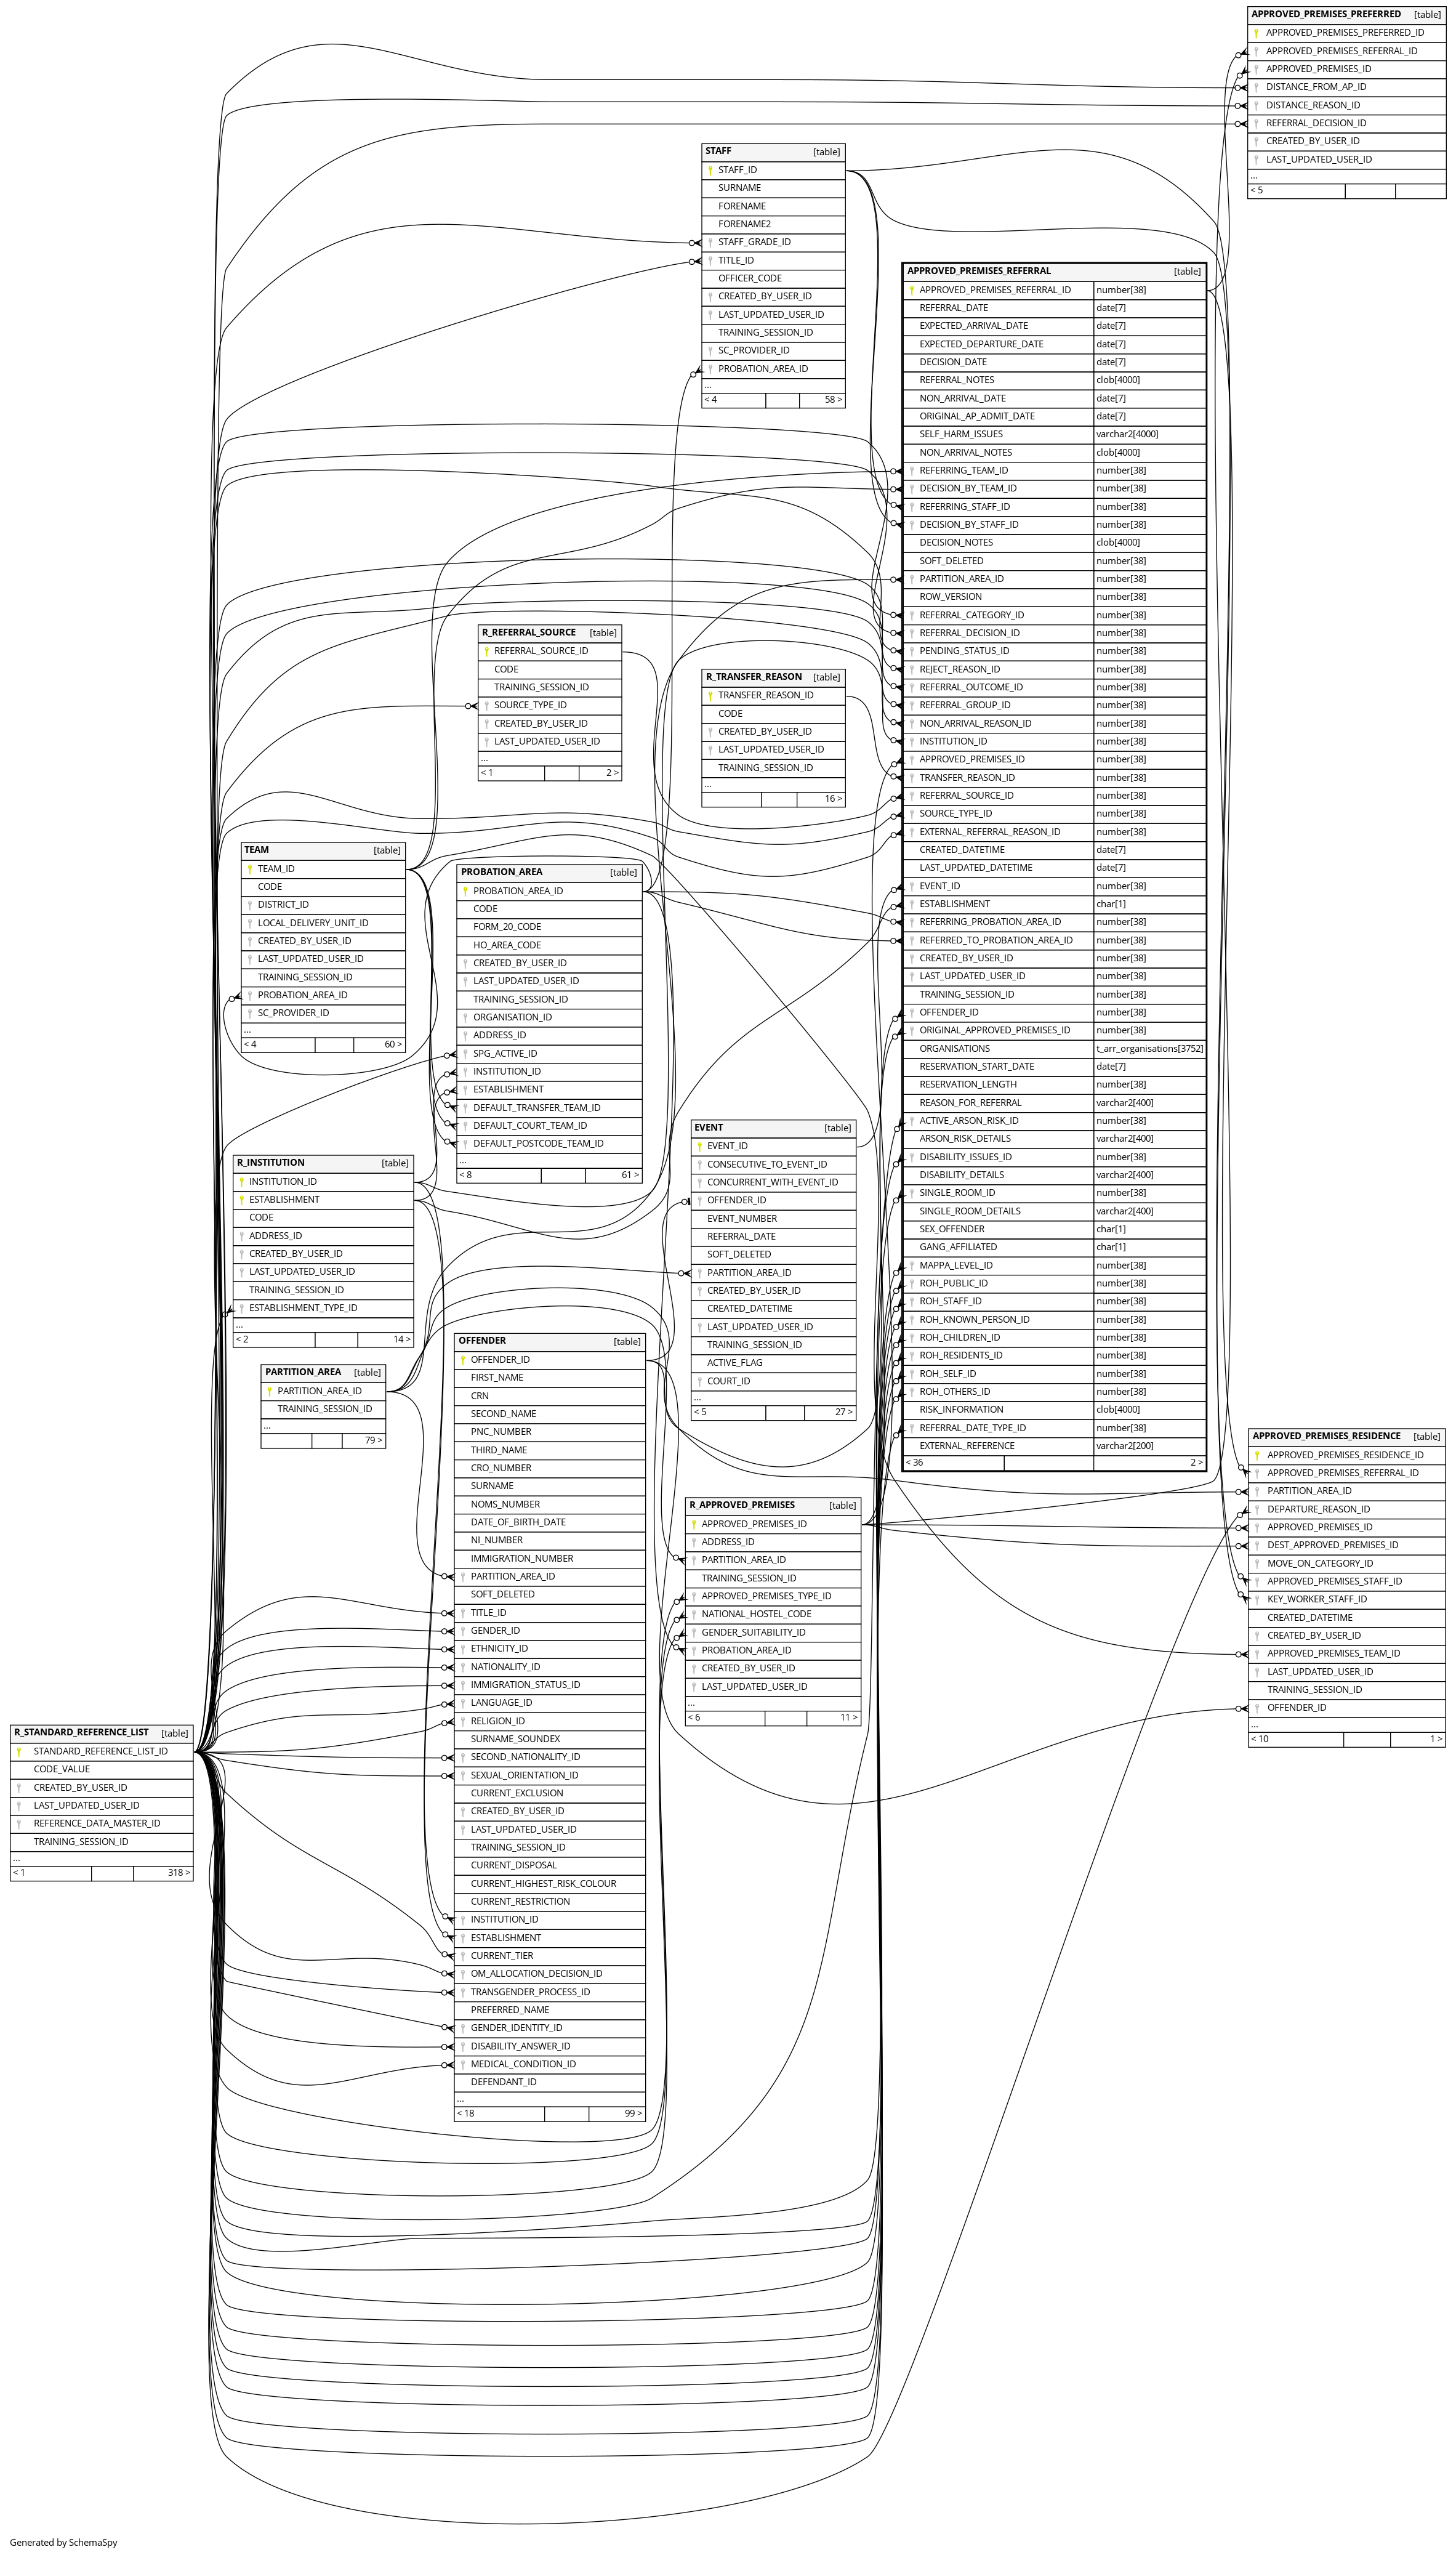 APPROVED_PREMISES_PREFERRED [table]
APPROVED_PREMISES_PREFERRED_ID
APPROVED_PREMISES_REFERRAL_ID
APPROVED_PREMISES_ID
DISTANCE_FROM_AP_ID
DISTANCE_REASON_ID
REFERRAL_DECISION_ID
CREATED_BY_USER_ID
LAST_UPDATED_USER_ID
...
< 5
STAFF [table]
STAFF_ID
SURNAME
FORENAME
FORENAME2
STAFF_GRADE_ID
TITLE_ID
OFFICER_CODE
CREATED_BY_USER_ID
LAST_UPDATED_USER_ID
TRAINING_SESSION_ID
SC_PROVIDER_ID
PROBATION_AREA_ID
...
< 4 58 >
APPROVED_PREMISES_REFERRAL [table]
APPROVED_PREMISES_REFERRAL_ID number[38]
REFERRAL_DATE date[7]
EXPECTED_ARRIVAL_DATE date[7]
EXPECTED_DEPARTURE_DATE date[7]
DECISION_DATE date[7]
REFERRAL_NOTES clob[4000]
NON_ARRIVAL_DATE date[7]
ORIGINAL_AP_ADMIT_DATE date[7]
SELF_HARM_ISSUES varchar2[4000]
NON_ARRIVAL_NOTES clob[4000]
REFERRING_TEAM_ID number[38]
DECISION_BY_TEAM_ID number[38]
REFERRING_STAFF_ID number[38]
DECISION_BY_STAFF_ID number[38]
DECISION_NOTES clob[4000]
SOFT_DELETED number[38]
PARTITION_AREA_ID number[38]
ROW_VERSION number[38]
REFERRAL_CATEGORY_ID number[38]
REFERRAL_DECISION_ID number[38]
PENDING_STATUS_ID number[38]
REJECT_REASON_ID number[38]
REFERRAL_OUTCOME_ID number[38]
REFERRAL_GROUP_ID number[38]
NON_ARRIVAL_REASON_ID number[38]
INSTITUTION_ID number[38]
APPROVED_PREMISES_ID number[38]
TRANSFER_REASON_ID number[38]
REFERRAL_SOURCE_ID number[38]
SOURCE_TYPE_ID number[38]
EXTERNAL_REFERRAL_REASON_ID number[38]
CREATED_DATETIME date[7]
LAST_UPDATED_DATETIME date[7]
EVENT_ID number[38]
ESTABLISHMENT char[1]
REFERRING_PROBATION_AREA_ID number[38]
REFERRED_TO_PROBATION_AREA_ID number[38]
CREATED_BY_USER_ID number[38]
LAST_UPDATED_USER_ID number[38]
TRAINING_SESSION_ID number[38]
OFFENDER_ID number[38]
ORIGINAL_APPROVED_PREMISES_ID number[38]
ORGANISATIONS t_arr_organisations[3752]
RESERVATION_START_DATE date[7]
RESERVATION_LENGTH number[38]
REASON_FOR_REFERRAL varchar2[400]
ACTIVE_ARSON_RISK_ID number[38]
ARSON_RISK_DETAILS varchar2[400]
DISABILITY_ISSUES_ID number[38]
DISABILITY_DETAILS varchar2[400]
SINGLE_ROOM_ID number[38]
SINGLE_ROOM_DETAILS varchar2[400]
SEX_OFFENDER char[1]
GANG_AFFILIATED char[1]
MAPPA_LEVEL_ID number[38]
ROH_PUBLIC_ID number[38]
ROH_STAFF_ID number[38]
ROH_KNOWN_PERSON_ID number[38]
ROH_CHILDREN_ID number[38]
ROH_RESIDENTS_ID number[38]
ROH_SELF_ID number[38]
ROH_OTHERS_ID number[38]
RISK_INFORMATION clob[4000]
REFERRAL_DATE_TYPE_ID number[38]
EXTERNAL_REFERENCE varchar2[200]
< 36 2 >
R_REFERRAL_SOURCE [table]
REFERRAL_SOURCE_ID
CODE
TRAINING_SESSION_ID
SOURCE_TYPE_ID
CREATED_BY_USER_ID
LAST_UPDATED_USER_ID
...
< 1 2 >
R_TRANSFER_REASON [table]
TRANSFER_REASON_ID
CODE
CREATED_BY_USER_ID
LAST_UPDATED_USER_ID
TRAINING_SESSION_ID
...
16 >
TEAM [table]
TEAM_ID
CODE
DISTRICT_ID
LOCAL_DELIVERY_UNIT_ID
CREATED_BY_USER_ID
LAST_UPDATED_USER_ID
TRAINING_SESSION_ID
PROBATION_AREA_ID
SC_PROVIDER_ID
...
< 4 60 >
PROBATION_AREA [table]
PROBATION_AREA_ID
CODE
FORM_20_CODE
HO_AREA_CODE
CREATED_BY_USER_ID
LAST_UPDATED_USER_ID
TRAINING_SESSION_ID
ORGANISATION_ID
ADDRESS_ID
SPG_ACTIVE_ID
INSTITUTION_ID
ESTABLISHMENT
DEFAULT_TRANSFER_TEAM_ID
DEFAULT_COURT_TEAM_ID
DEFAULT_POSTCODE_TEAM_ID
...
< 8 61 >
EVENT [table]
EVENT_ID
CONSECUTIVE_TO_EVENT_ID
CONCURRENT_WITH_EVENT_ID
OFFENDER_ID
EVENT_NUMBER
REFERRAL_DATE
SOFT_DELETED
PARTITION_AREA_ID
CREATED_BY_USER_ID
CREATED_DATETIME
LAST_UPDATED_USER_ID
TRAINING_SESSION_ID
ACTIVE_FLAG
COURT_ID
...
< 5 27 >
R_INSTITUTION [table]
INSTITUTION_ID
ESTABLISHMENT
CODE
ADDRESS_ID
CREATED_BY_USER_ID
LAST_UPDATED_USER_ID
TRAINING_SESSION_ID
ESTABLISHMENT_TYPE_ID
...
< 2 14 >
PARTITION_AREA [table]
PARTITION_AREA_ID
TRAINING_SESSION_ID
...
79 >
OFFENDER [table]
OFFENDER_ID
FIRST_NAME
CRN
SECOND_NAME
PNC_NUMBER
THIRD_NAME
CRO_NUMBER
SURNAME
NOMS_NUMBER
DATE_OF_BIRTH_DATE
NI_NUMBER
IMMIGRATION_NUMBER
PARTITION_AREA_ID
SOFT_DELETED
TITLE_ID
GENDER_ID
ETHNICITY_ID
NATIONALITY_ID
IMMIGRATION_STATUS_ID
LANGUAGE_ID
RELIGION_ID
SURNAME_SOUNDEX
SECOND_NATIONALITY_ID
SEXUAL_ORIENTATION_ID
CURRENT_EXCLUSION
CREATED_BY_USER_ID
LAST_UPDATED_USER_ID
TRAINING_SESSION_ID
CURRENT_DISPOSAL
CURRENT_HIGHEST_RISK_COLOUR
CURRENT_RESTRICTION
INSTITUTION_ID
ESTABLISHMENT
CURRENT_TIER
OM_ALLOCATION_DECISION_ID
TRANSGENDER_PROCESS_ID
PREFERRED_NAME
GENDER_IDENTITY_ID
DISABILITY_ANSWER_ID
MEDICAL_CONDITION_ID
DEFENDANT_ID
...
< 18 99 >
APPROVED_PREMISES_RESIDENCE [table]
APPROVED_PREMISES_RESIDENCE_ID
APPROVED_PREMISES_REFERRAL_ID
PARTITION_AREA_ID
DEPARTURE_REASON_ID
APPROVED_PREMISES_ID
DEST_APPROVED_PREMISES_ID
MOVE_ON_CATEGORY_ID
APPROVED_PREMISES_STAFF_ID
KEY_WORKER_STAFF_ID
CREATED_DATETIME
CREATED_BY_USER_ID
APPROVED_PREMISES_TEAM_ID
LAST_UPDATED_USER_ID
TRAINING_SESSION_ID
OFFENDER_ID
...
< 10 1 >
R_APPROVED_PREMISES [table]
APPROVED_PREMISES_ID
ADDRESS_ID
PARTITION_AREA_ID
TRAINING_SESSION_ID
APPROVED_PREMISES_TYPE_ID
NATIONAL_HOSTEL_CODE
GENDER_SUITABILITY_ID
PROBATION_AREA_ID
CREATED_BY_USER_ID
LAST_UPDATED_USER_ID
...
< 6 11 >
R_STANDARD_REFERENCE_LIST [table]
STANDARD_REFERENCE_LIST_ID
CODE_VALUE
CREATED_BY_USER_ID
LAST_UPDATED_USER_ID
REFERENCE_DATA_MASTER_ID
TRAINING_SESSION_ID
...
< 1 318 >
Generated by SchemaSpy